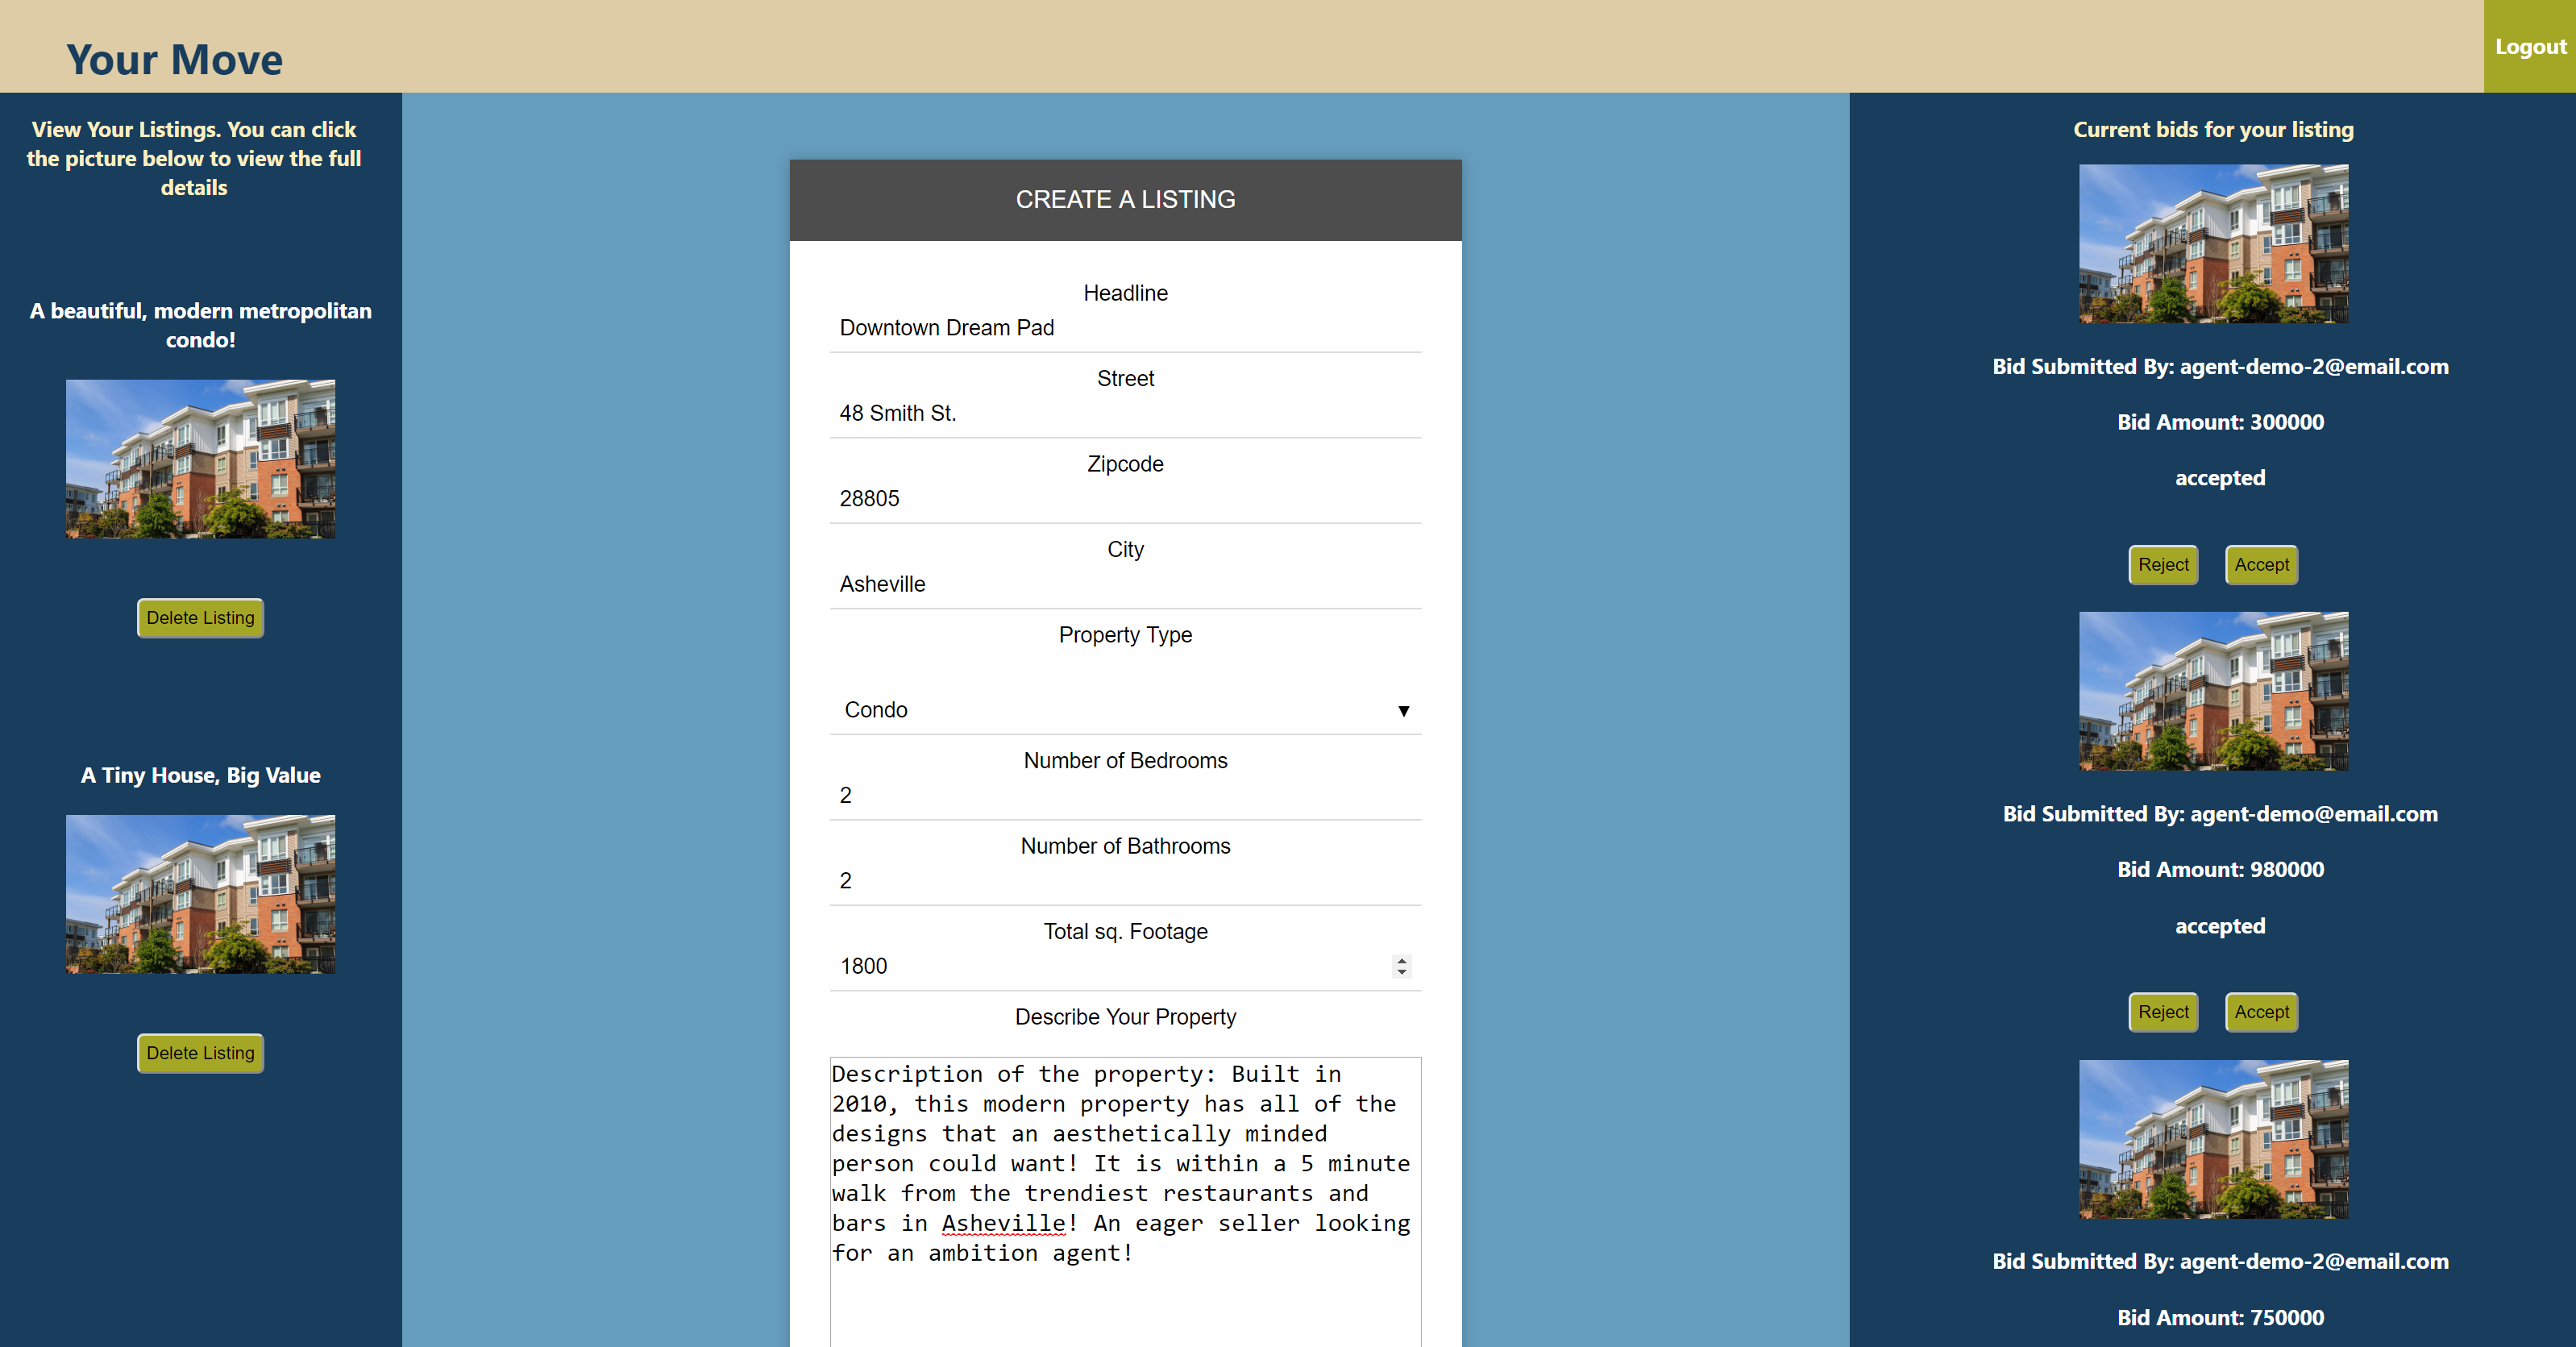 Your Move
Logout
View Your Listings. You can click
the picture below to view the full
details
A beautiful, modern metropolitan
condo!
Delete Listing
A Tiny House, Big Value
Delete Listing
CREATE A LISTING
Headline
Downtown Dream Pad
Street
48 Smith St.
Zipcode
28805
City
Asheville
Property Type
Condo
Number of Bedrooms
2
Number of Bathrooms
2
Total sq. Footage
1800
Describe Your Property
Description of the property: Built in
2010, this modern property has all of the
designs that an aesthetically minded
person could want! It is within a 5 minute
walk from the trendiest restaurants and
bars in Asheville! An eager seller looking
for an ambition agent!
Current bids for your listing
Bid Submitted By: agent-demo-2@email.com
Bid Amount: 300000
accepted
Reject Accept
Bid Submitted By: agent-demo@email.com
Bid Amount: 980000
accepted
Reject Accept
Bid Submitted By: agent-demo-2@email.com
Bid Amount: 750000